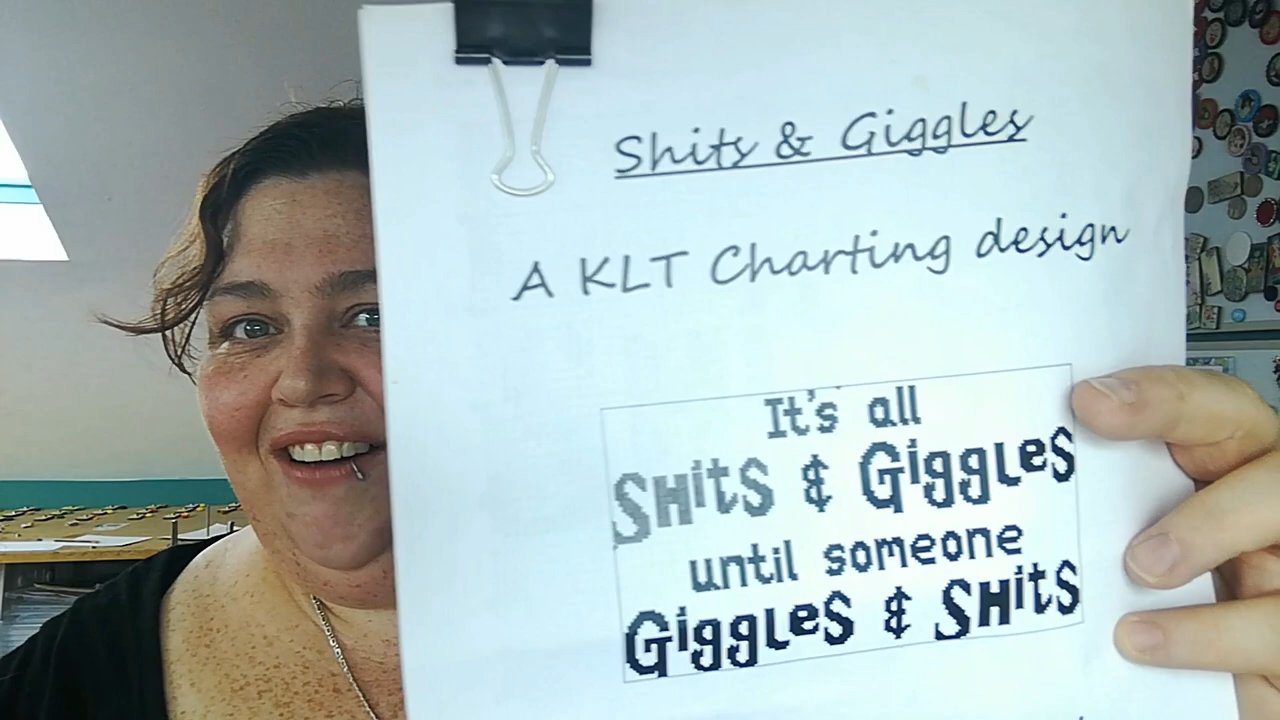 Shits & Giggles
A KLT Charting design
It's all
SHitS & GiggLeS
until someone
GiggLeS & SHitS